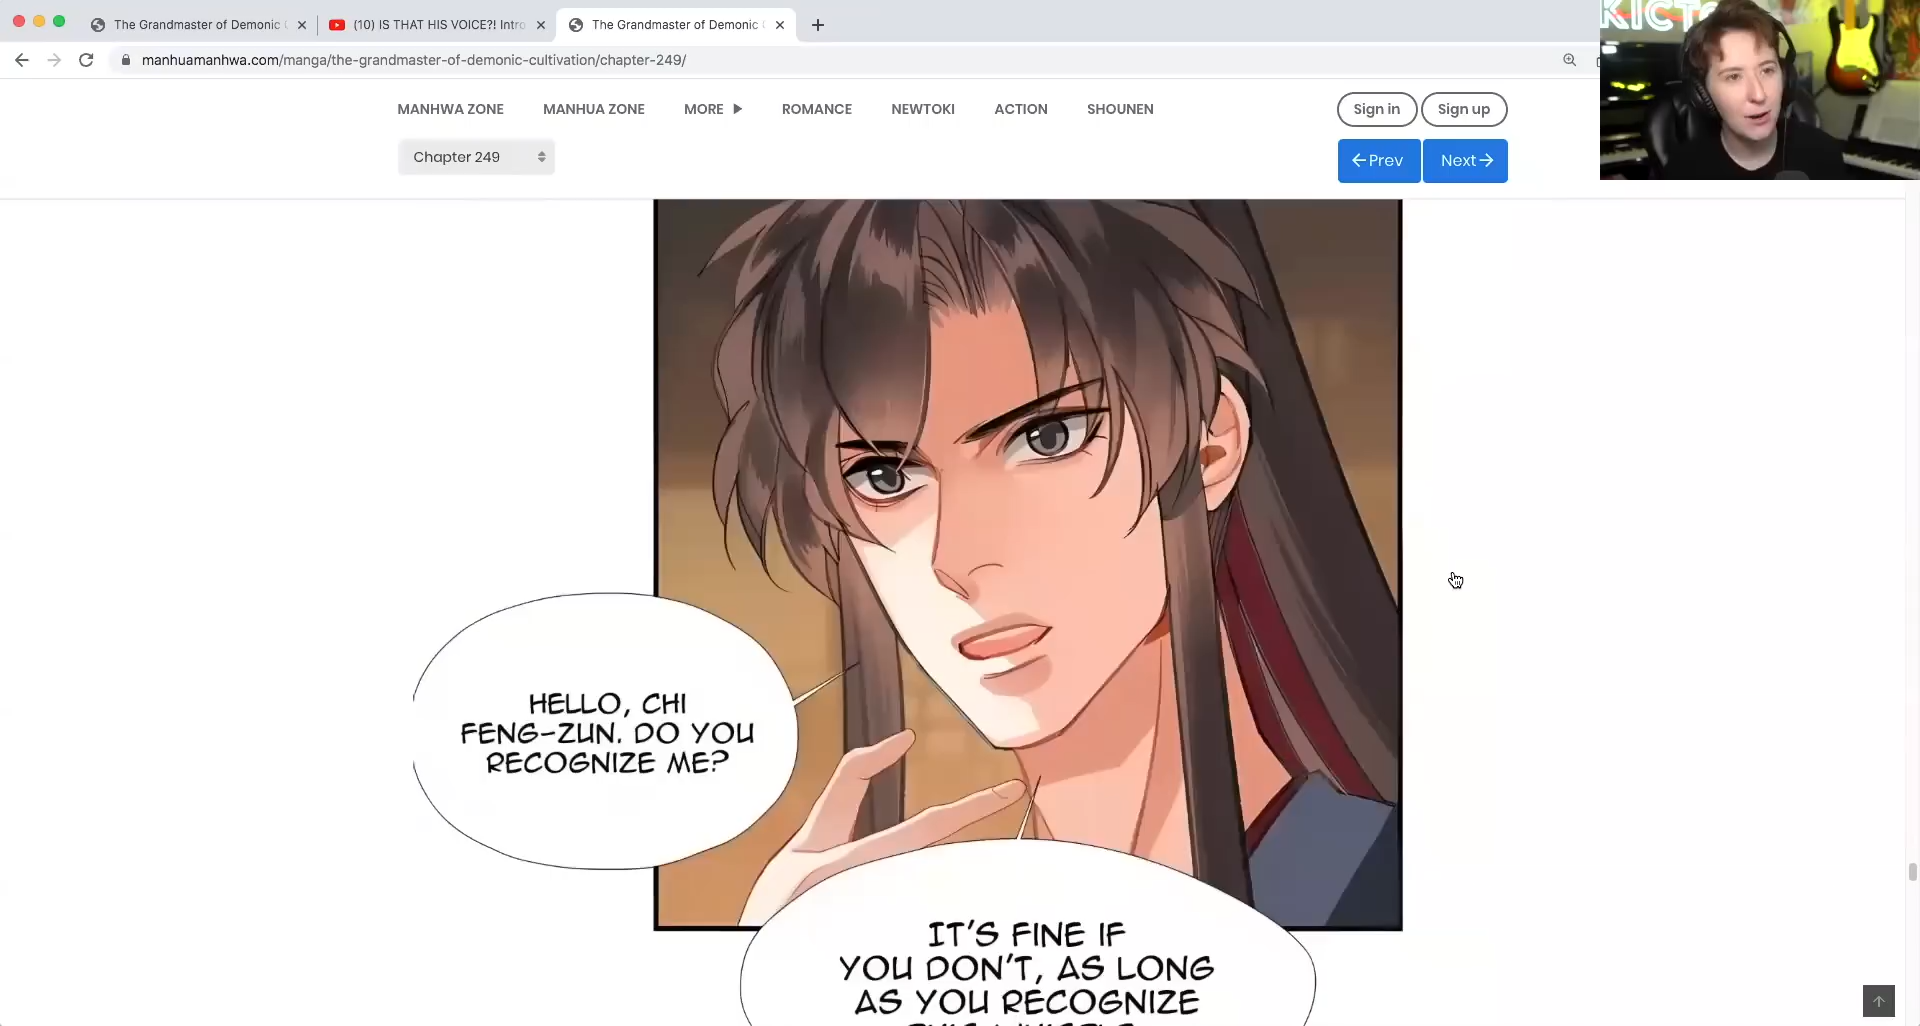 The Grandmaster of Demonic
(10) IS THAT HIS VOICE?! Intro
The Grandmaster of Demonic
manhuamanhwa.com/manga/the-grandmaster-of-demonic-cultivation/chapter-249/
MANHWA ZONE
MANHUA ZONE
MORE
ROMANCE
NEWTOKI
ACTION
SHOUNEN
Sign in
Sign up
Chapter 249
←Prev
Next→
HELLO, CHI
FENG-ZUN. DO YOU
RECOGNIZE ME?
IT'S FINE IF
YOU DON'T, AS LONG
AS YOU RECOGNIZE